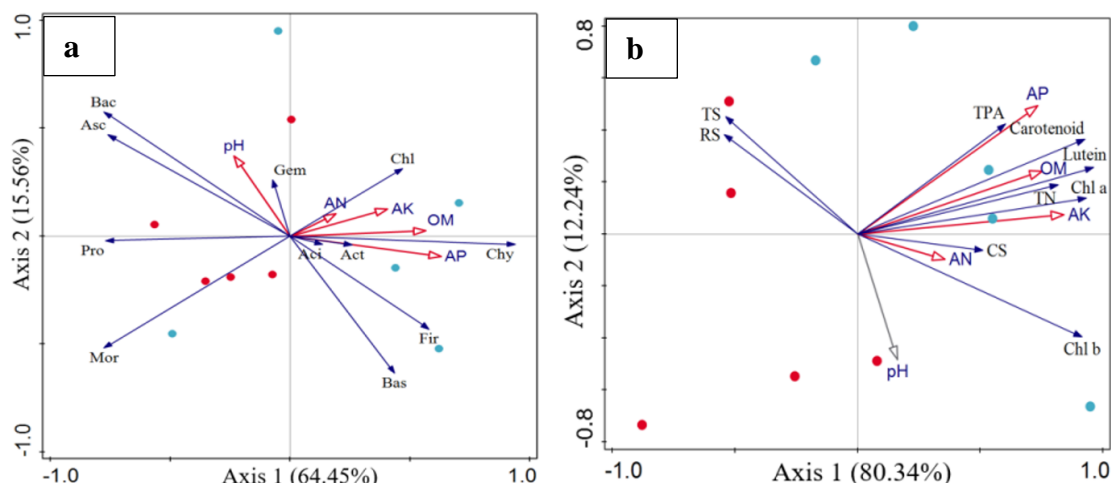 a
1.0
Axis 2 (15.56%)
-1.0
Bac
Asc
pH
Gem
Chl
AN
AK
OM
Pro
Aci
Act
AP
Chy
Mor
Fir
Bas
-1.0
Axis 1 (64.45%)
1.0
b
0.8
Axis 2 (12.24%)
-0.8
AP
TS
TPA
RS
Carotenoid
Lutein
OM
Chl a
TN
AK
CS
AN
Chl b
pH
-1.0
Axis 1 (80.34%)
1.0